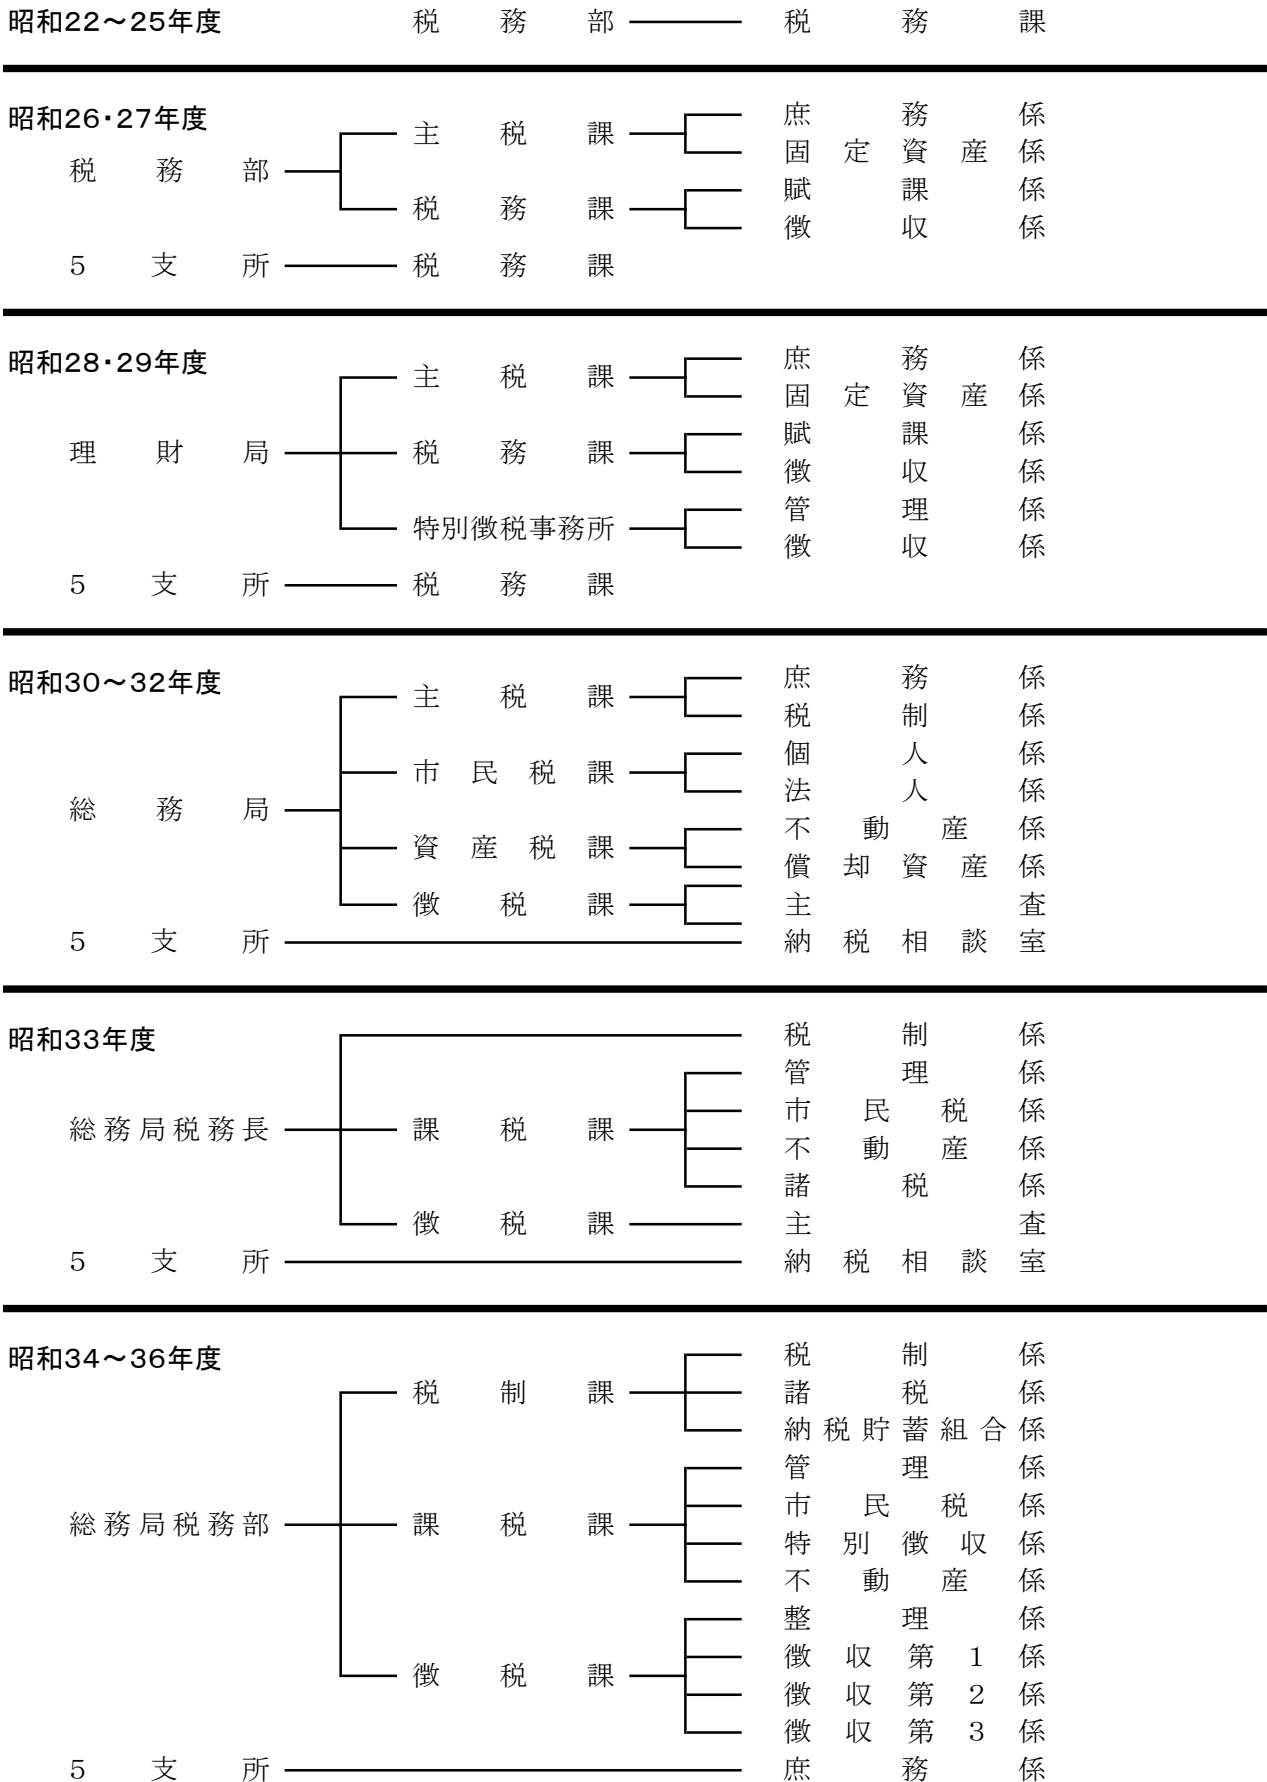 昭和22～25年度 税務部 税務課
昭和26・27年度 庶務係
主税課
固定資産係
税務部 賦課係
税務課
徴収係
5支所 税務課
昭和28・29年度 庶務係
主税課
固定資産係
賦課係
理財局 税務課
徴収係
管理係
特別徴税事務所
徴収係
5支所 税務課
昭和30～32年度 庶務係
主税課
税制係
個人係
市民税課
法人係
総務局
不動産係
資産税課
償却資産係
徴税課 主査
5支所 納税相談室
昭和33年度 税制係
管理係
市民税係
総務局税務長 課税課
不動産係
諸税係
徴税課 主査
5支所 納税相談室
昭和34～36年度 税制係
税制課 諸税係
納税貯蓄組合係
管理係
市民税係
総務局税務部 課税課
特別徴収係
不動産係
整理係
徴収第1係
徴税課
徴収第2係
徴収第3係
5支所 庶務係